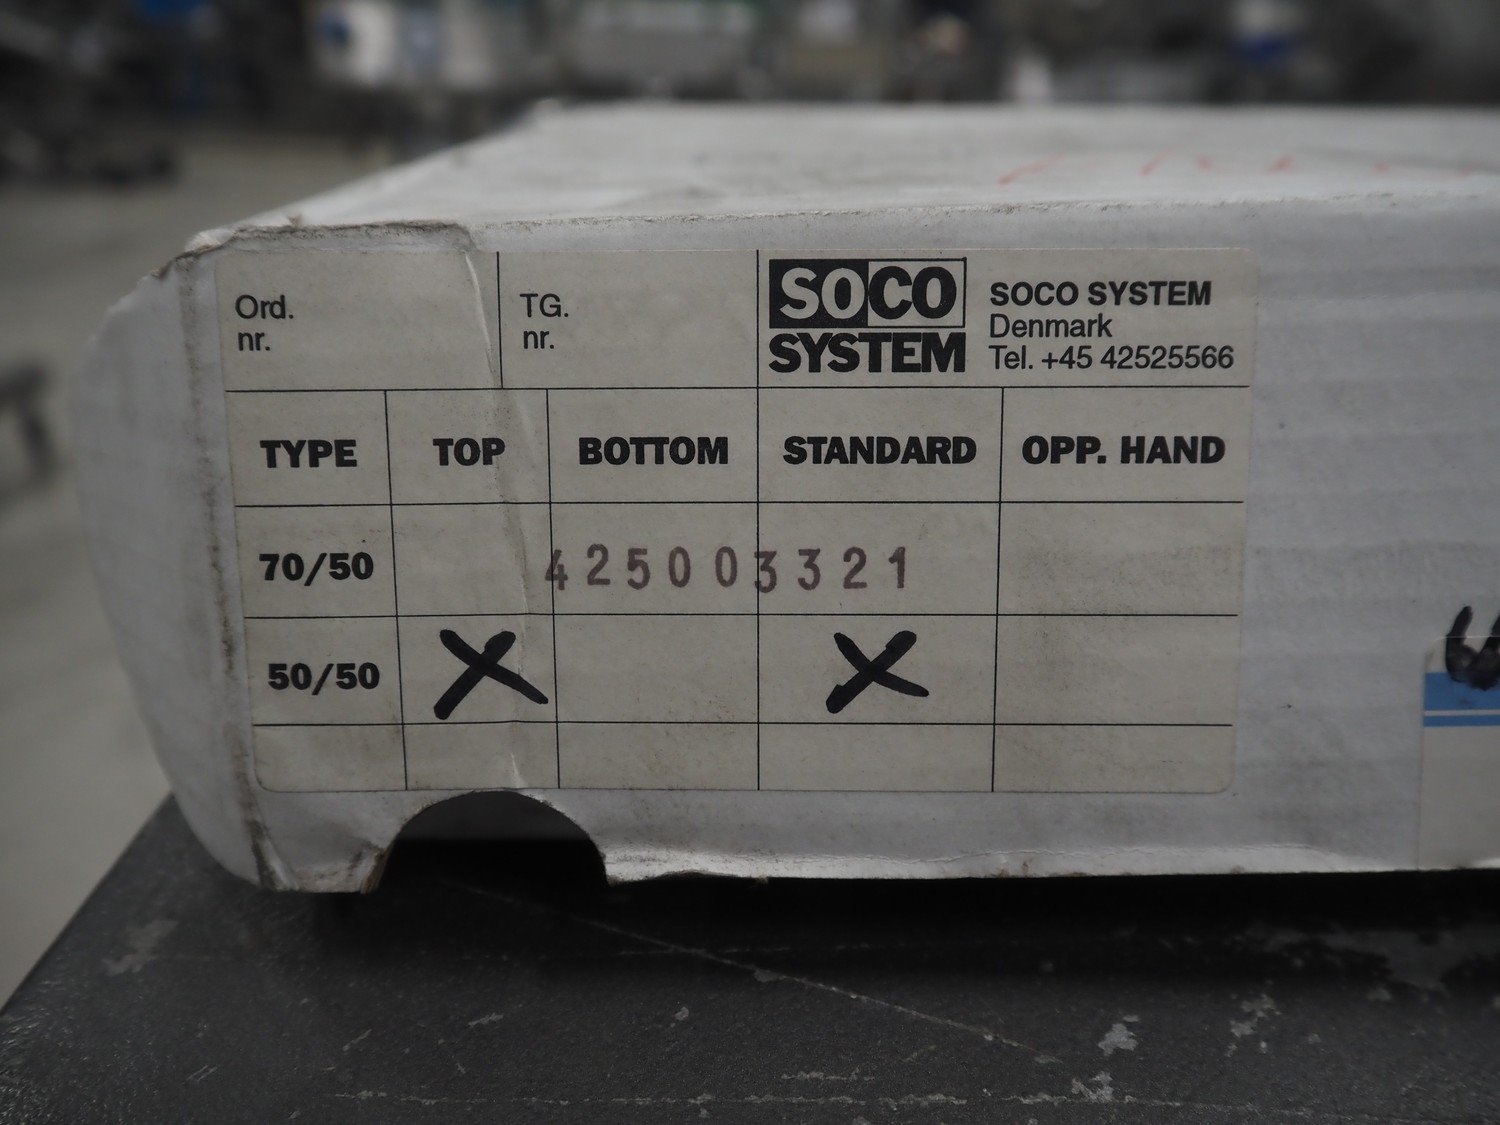 Ord.
nr.
TG.
nr.
SOCO
SYSTEM
SOCO SYSTEM
Denmark
Tel. +45 42525566
TYPE TOP BOTTOM STANDARD OPP. HAND
70/50 425003321
50/50 X X